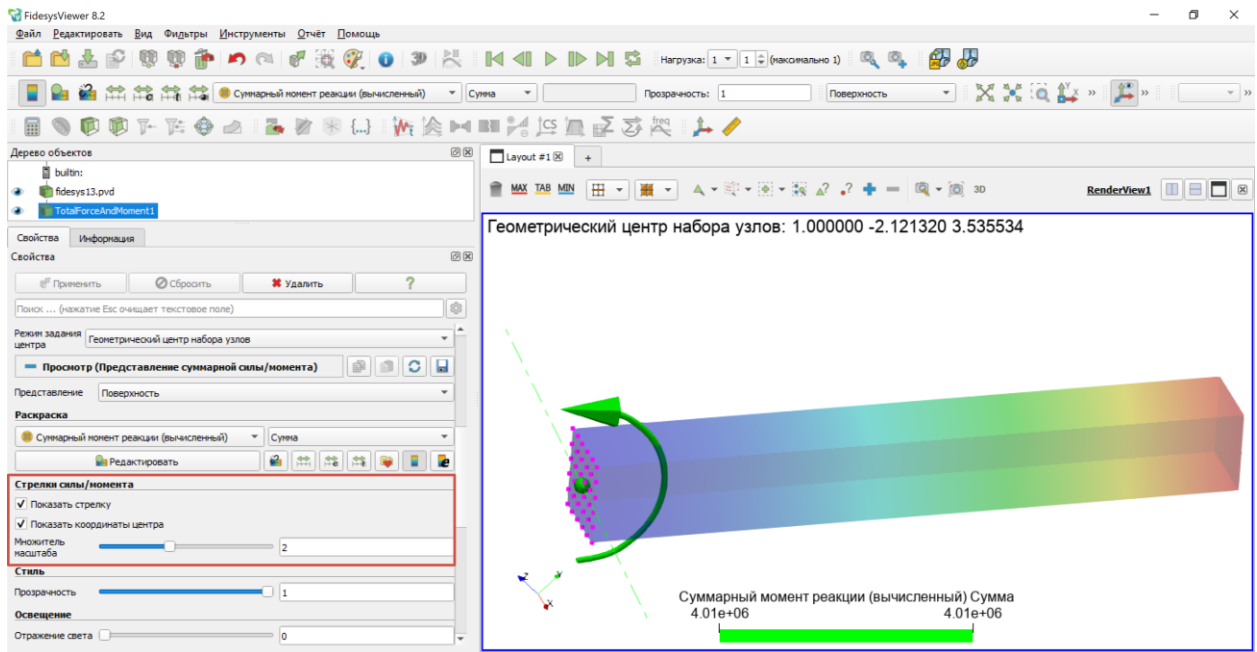 FidesysViewer 8.2
Файл Редактировать Вид Фильтры Инструменты Отчёт Помощь
3D Нагрузка: 1 1 (максимально 1)
Суммарный момент реакции (вычисленный) Сумма Прозрачность: 1 Поверхность » » »
{...} CS freq
Дерево объектов
builtin:
fidesys13.pvd
TotalForceAndMoment1
Свойства Информация
Свойства
Применить Сбросить Удалить ?
Поиск ... (нажатие Esc очищает текстовое поле)
Режим задания центра Геометрический центр набора узлов
Просмотр (Представление суммарной силы/момента)
Представление Поверхность
Раскраска
Суммарный момент реакции (вычисленный) Сумма
Редактировать
Стрелки силы/момента
Показать стрелку
Показать координаты центра
Множитель масштаба 2
Стиль
Прозрачность 1
Освещение
Отражение света 0
Layout #1 +
MAX TAB MIN 3D RenderView1
Геометрический центр набора узлов: 1.000000 -2.121320 3.535534
Z Y
X
Суммарный момент реакции (вычисленный) Сумма
4.01e+06 4.01e+06